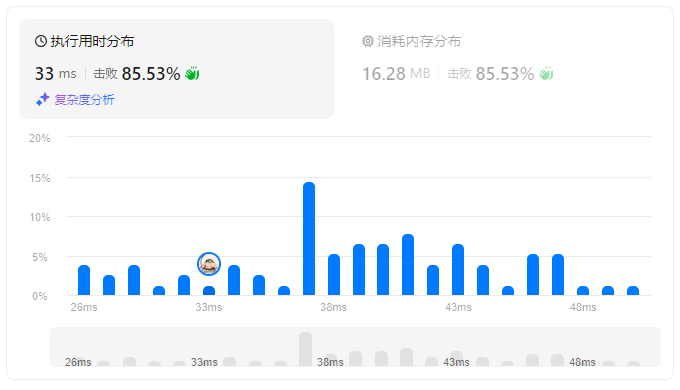 执行用时分布
33 ms 击败 85.53%
复杂度分析
消耗内存分布
16.28 MB 击败 85.53%
20%
15%
10%
5%
0%
26ms 33ms 38ms 43ms 48ms
26ms 33ms 38ms 43ms 48ms